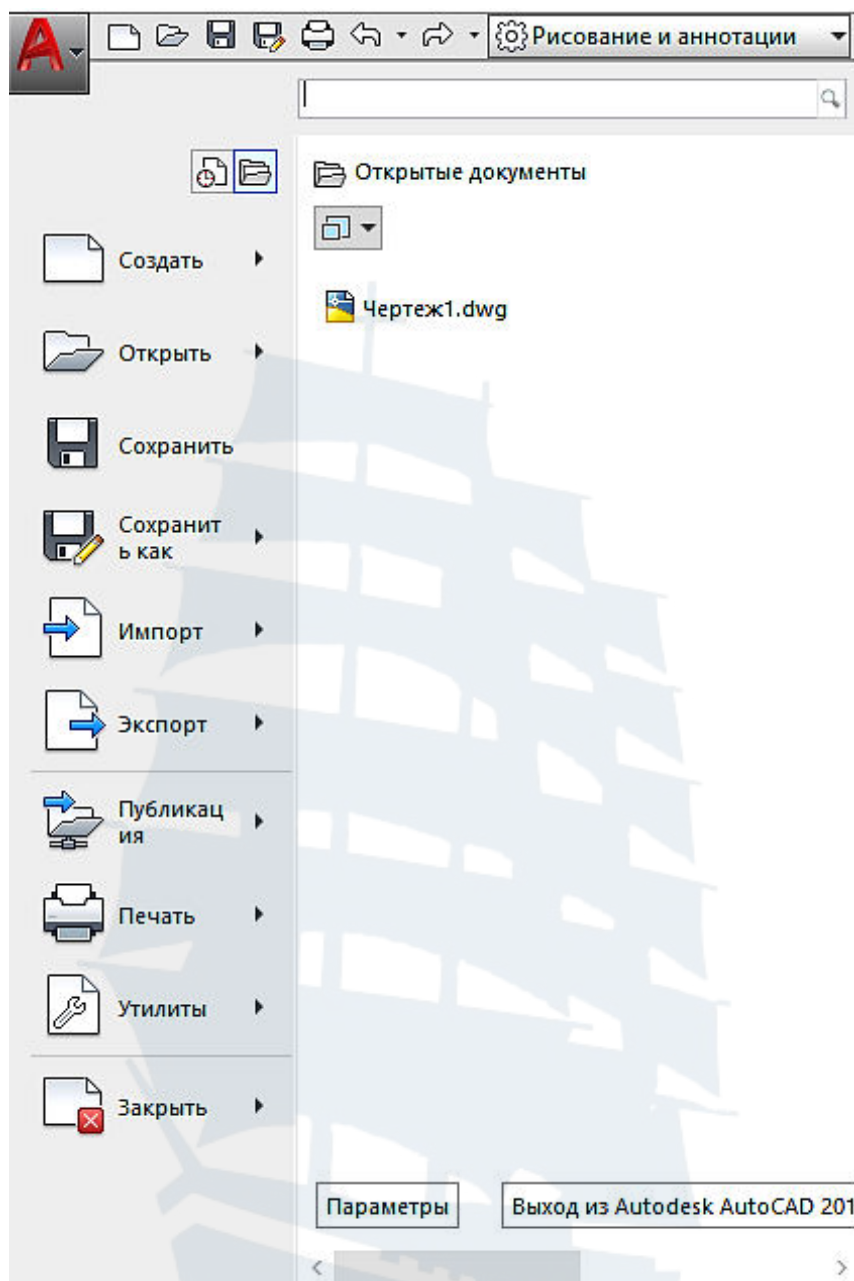 Рисование и аннотации
Открытые документы
Чертеж1.dwg
Создать
Открыть
Сохранить
Сохранит
ь как
Импорт
Экспорт
Публикац
ия
Печать
Утилиты
Закрыть
Параметры
Выход из Autodesk AutoCAD 201